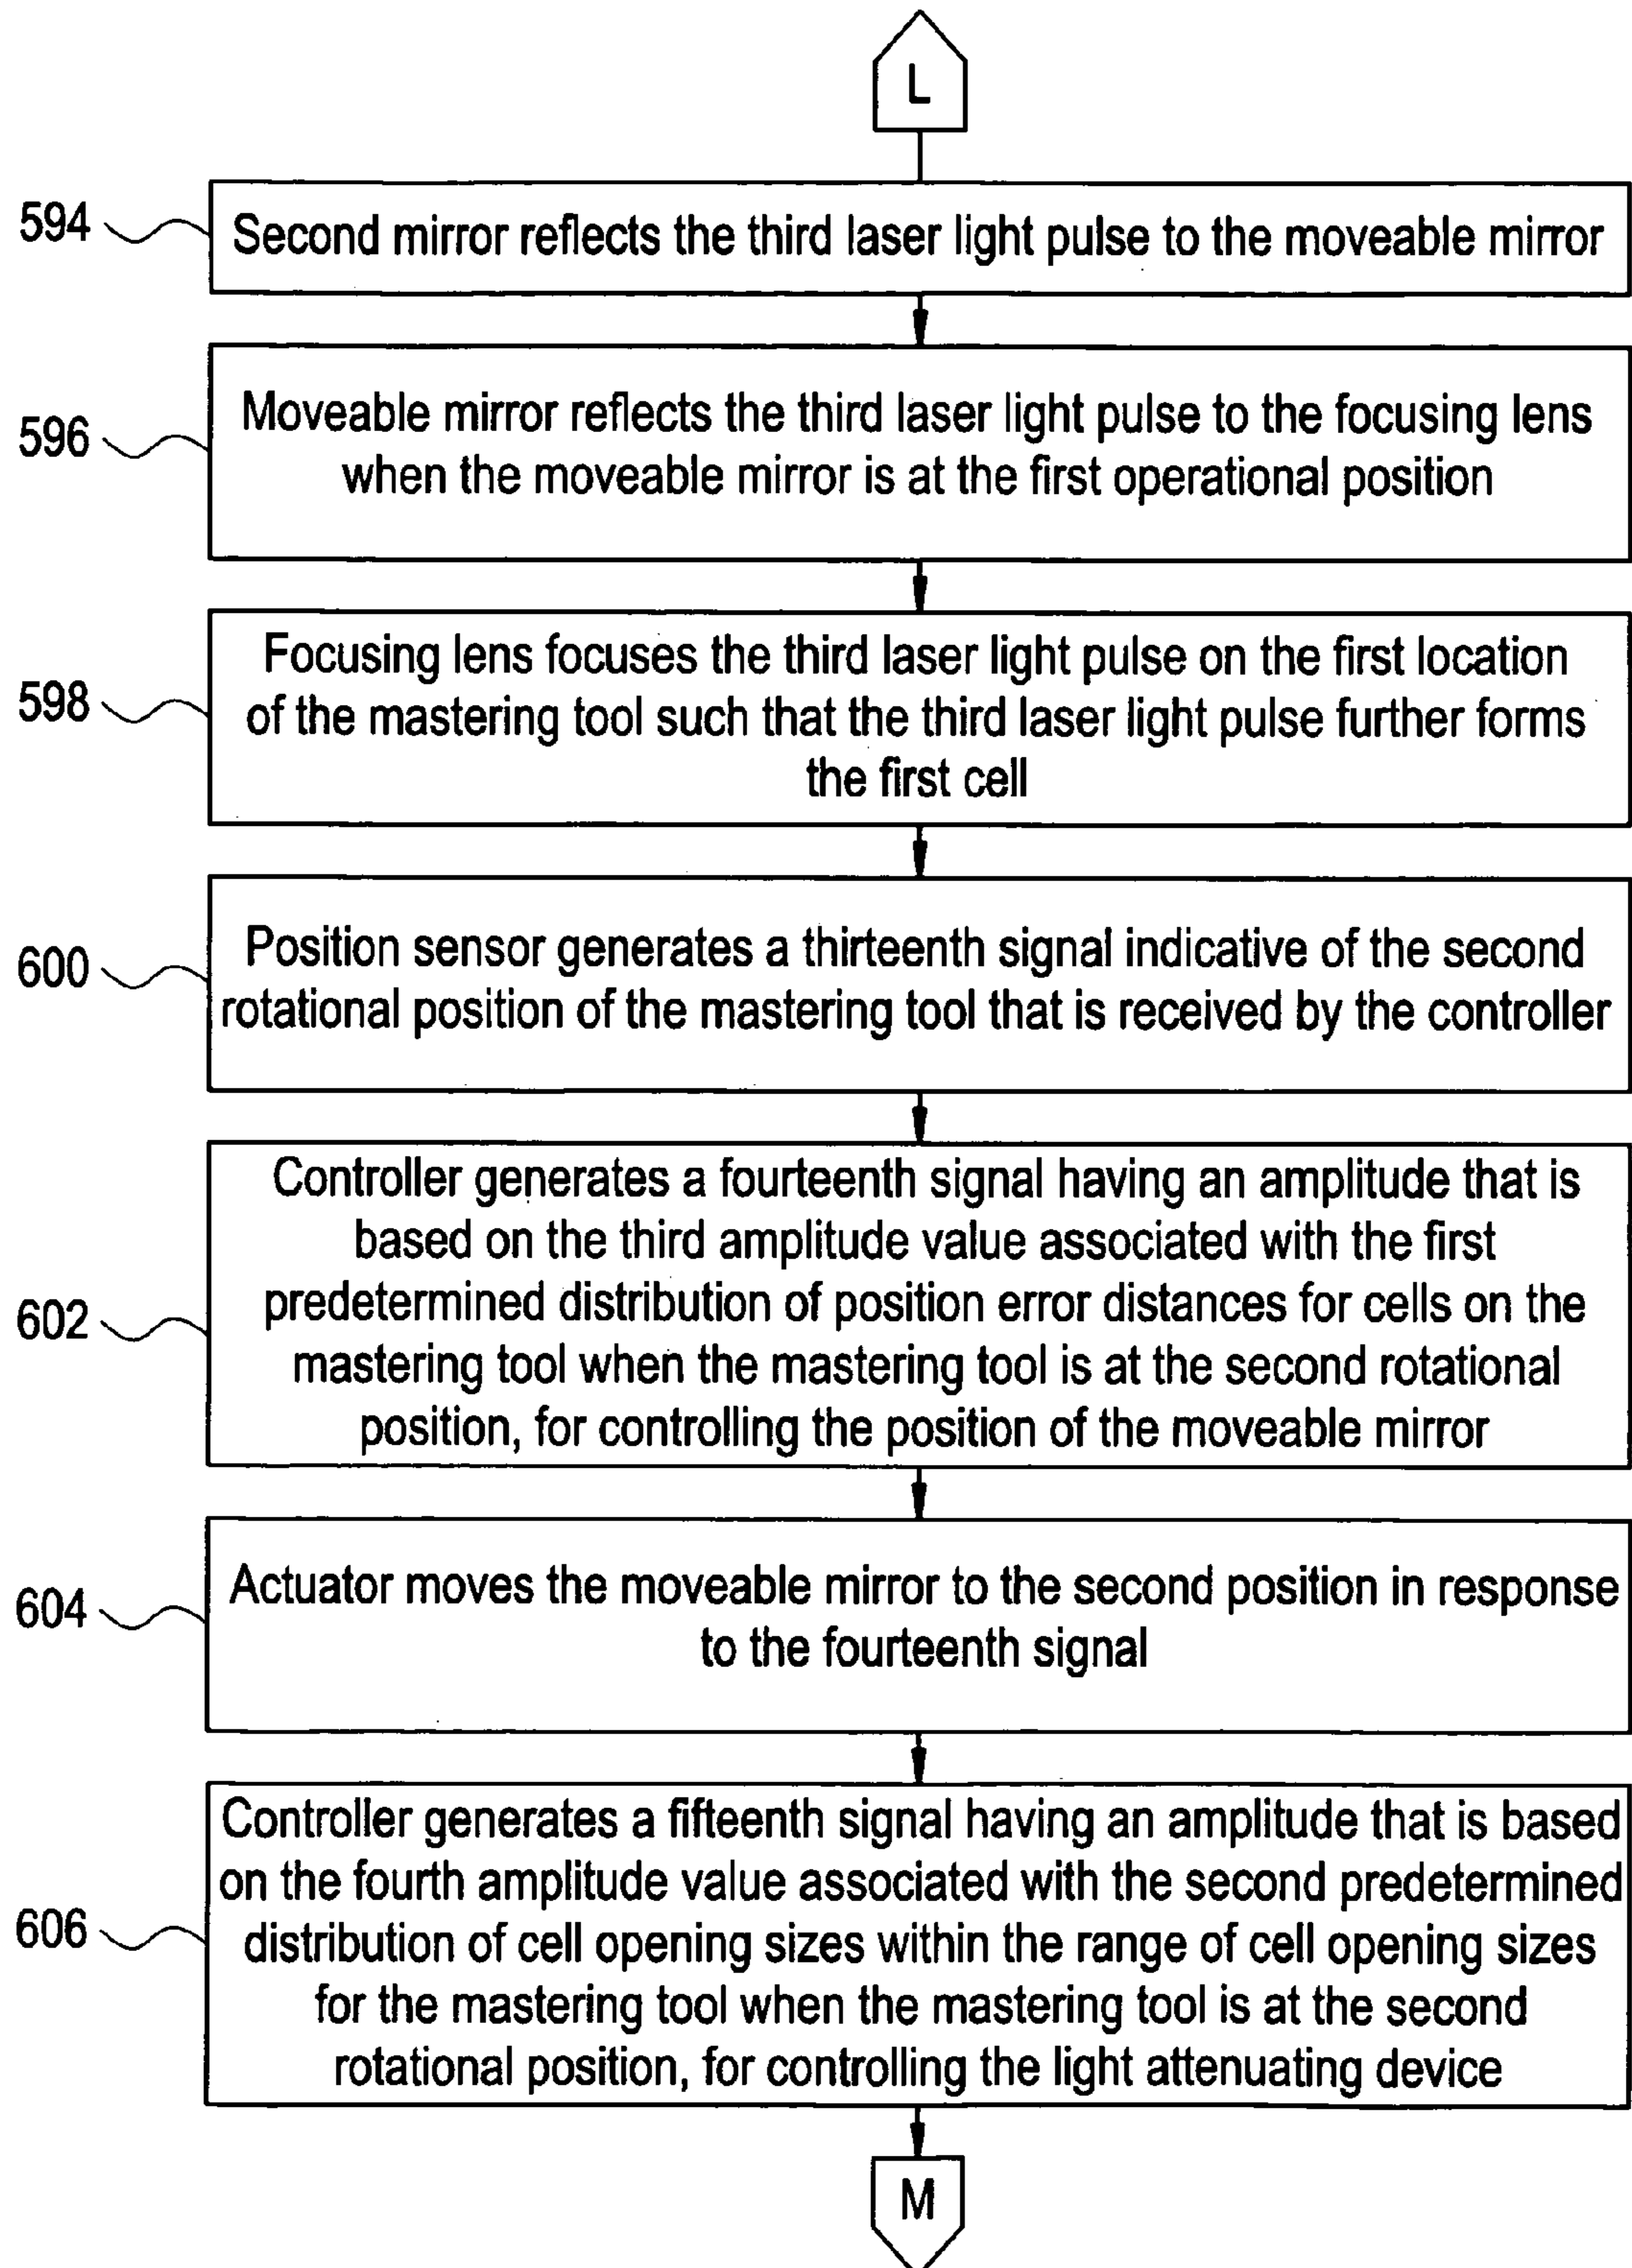 L
594
Second mirror reflects the third laser light pulse to the moveable mirror
596
Moveable mirror reflects the third laser light pulse to the focusing lens
when the moveable mirror is at the first operational position
598
Focusing lens focuses the third laser light pulse on the first location
of the mastering tool such that the third laser light pulse further forms
the first cell
600
Position sensor generates a thirteenth signal indicative of the second
rotational position of the mastering tool that is received by the controller
602
Controller generates a fourteenth signal having an amplitude that is
based on the third amplitude value associated with the first
predetermined distribution of position error distances for cells on the
mastering tool when the mastering tool is at the second rotational
position, for controlling the position of the moveable mirror
604
Actuator moves the moveable mirror to the second position in response
to the fourteenth signal
606
Controller generates a fifteenth signal having an amplitude that is based
on the fourth amplitude value associated with the second predetermined
distribution of cell opening sizes within the range of cell opening sizes
for the mastering tool when the mastering tool is at the second
rotational position, for controlling the light attenuating device
M